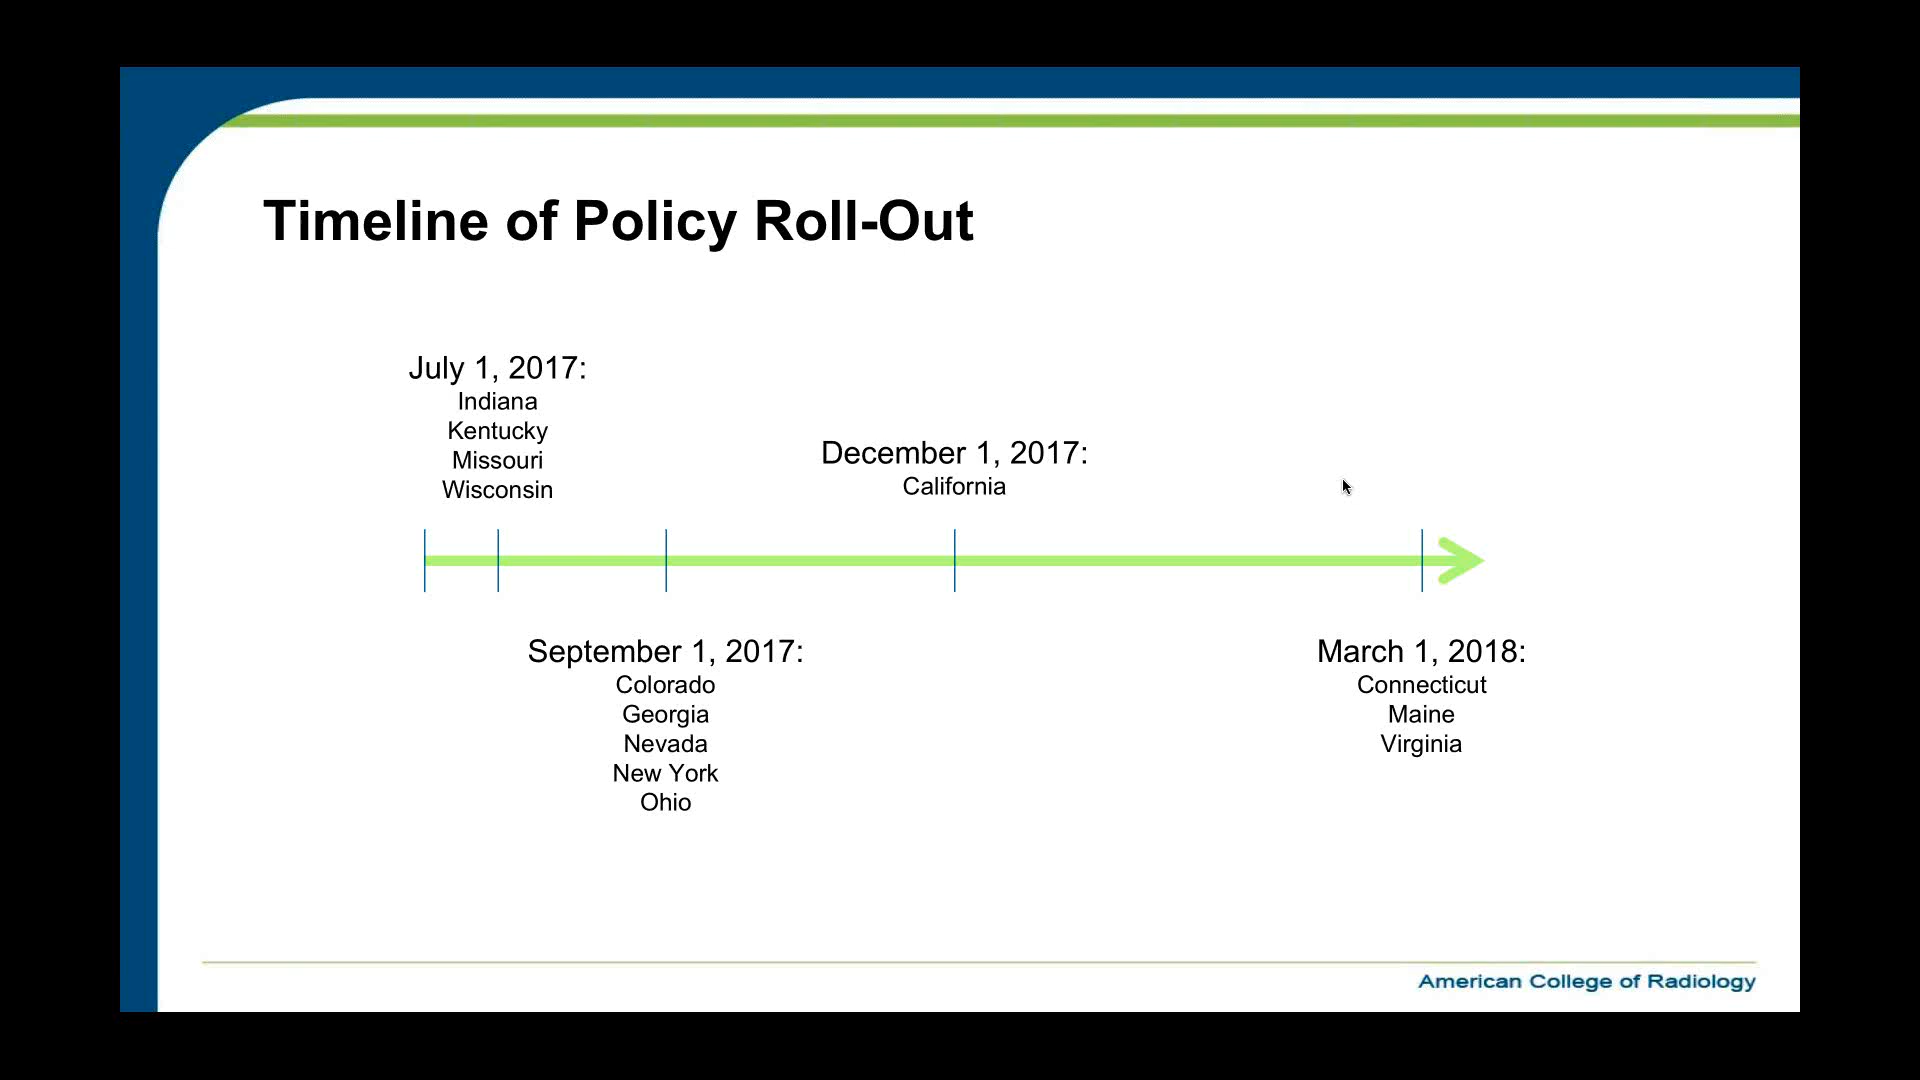 Timeline of Policy Roll-Out
July 1, 2017:
Indiana
Kentucky
Missouri
Wisconsin
December 1, 2017:
California
September 1, 2017:
Colorado
Georgia
Nevada
New York
Ohio
March 1, 2018:
Connecticut
Maine
Virginia
American College of Radiology